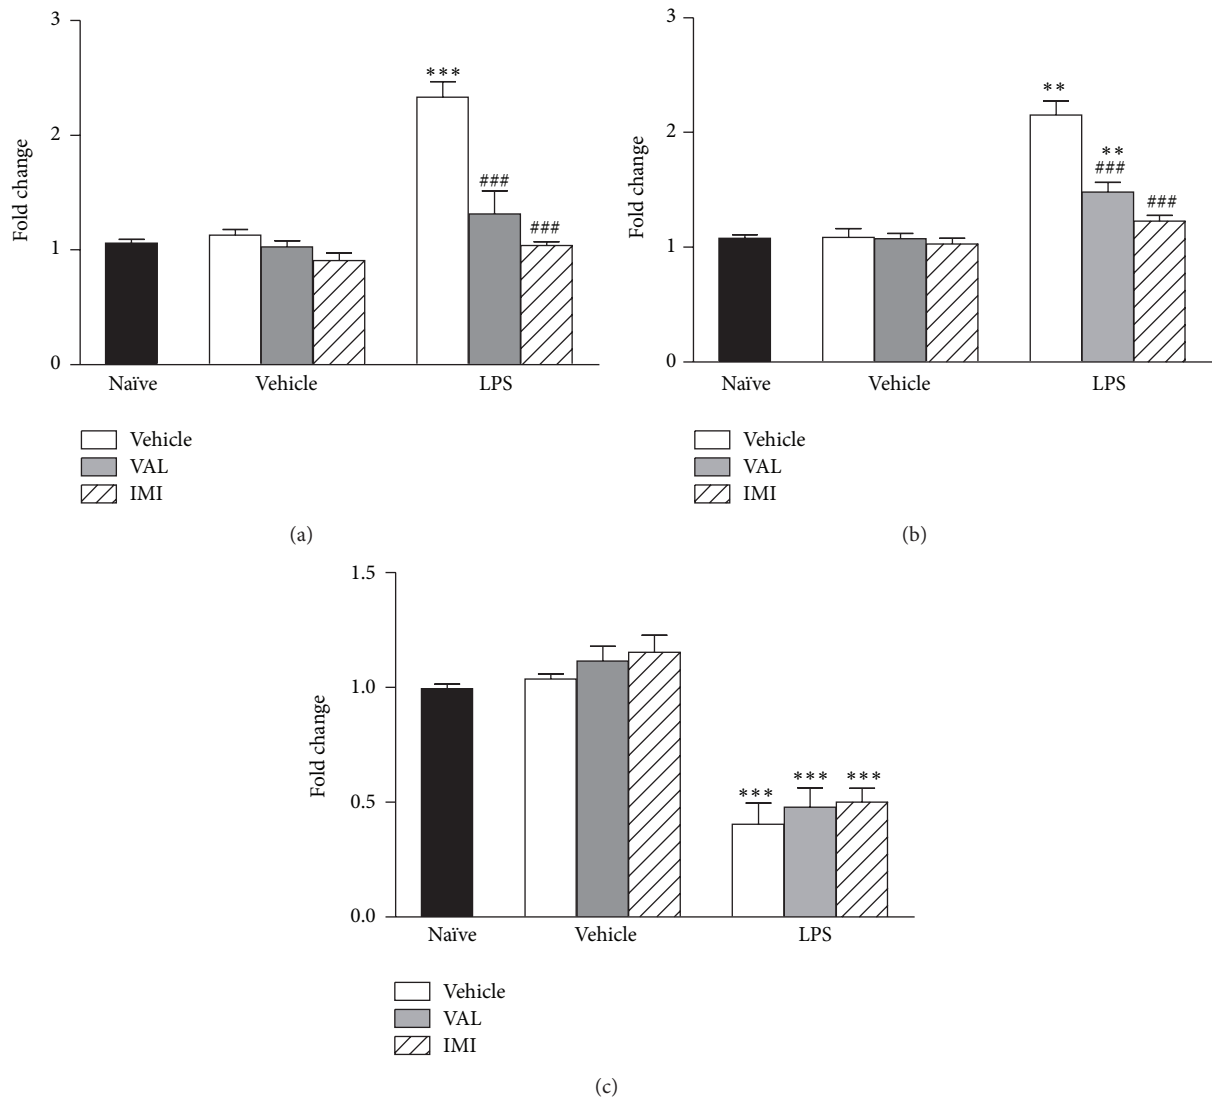 3
2
1
0
Fold change
***
###
###
Naïve
Vehicle
LPS
Vehicle
VAL
IMI
(a)
3
2
1
0
Fold change
**
**
###
###
Naïve
Vehicle
LPS
Vehicle
VAL
IMI
(b)
1.5
1.0
0.5
0.0
Fold change
***
***
***
Naïve
Vehicle
LPS
Vehicle
VAL
IMI
(c)